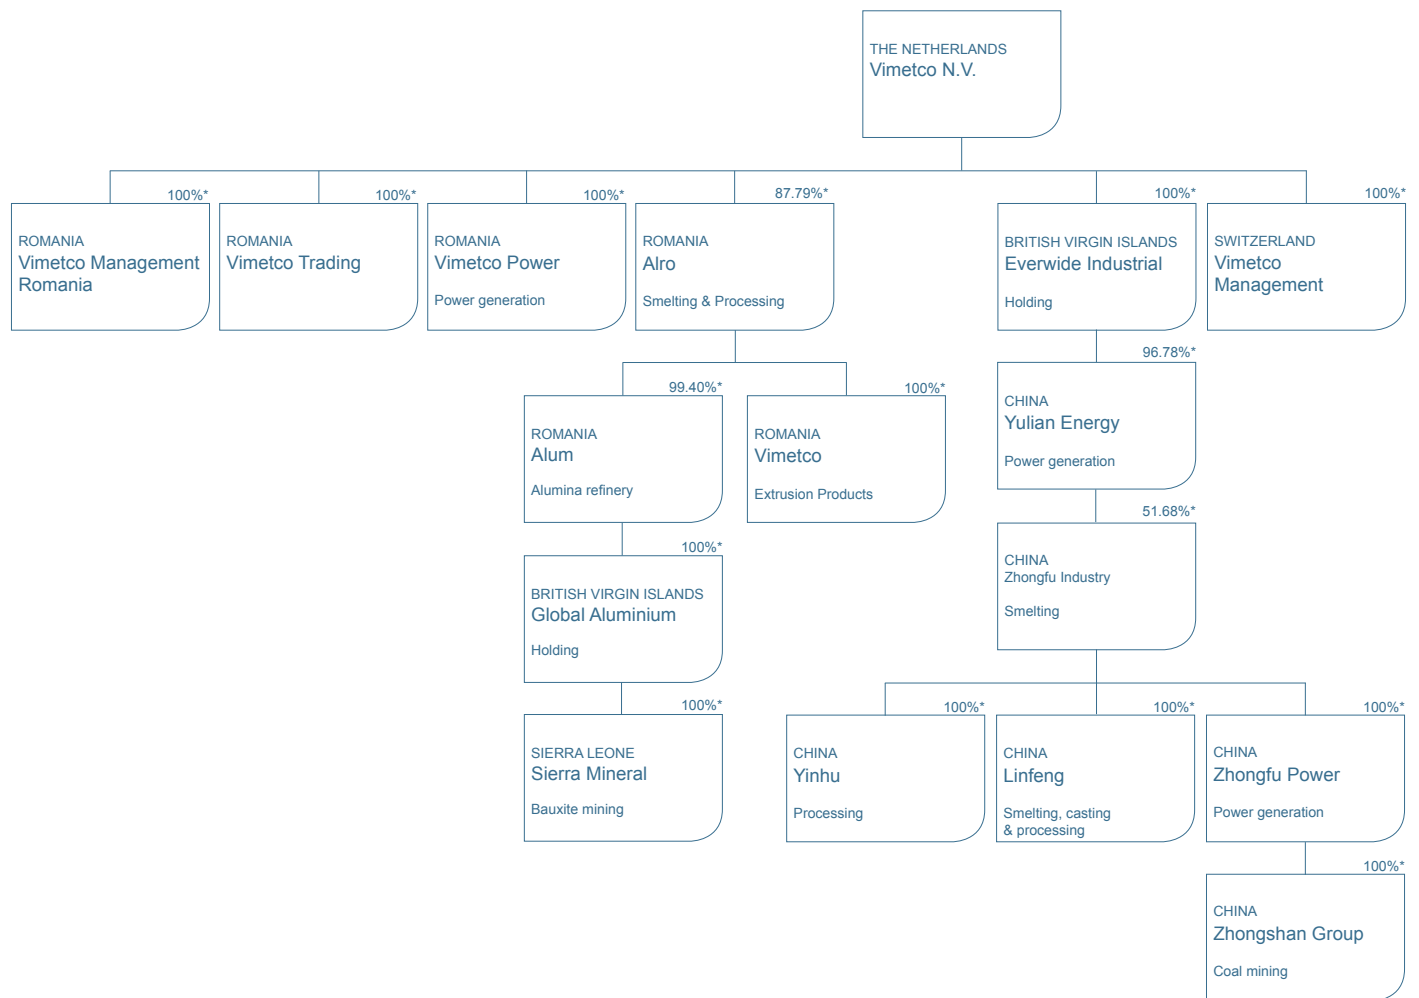 THE NETHERLANDS
Vimetco N.V.
100%*
100%*
100%*
87.79%*
100%*
100%*
ROMANIA
Vimetco Management
Romania
ROMANIA
Vimetco Trading
ROMANIA
Vimetco Power
Power generation
ROMANIA
Alro
Smelting & Processing
BRITISH VIRGIN ISLANDS
Everwide Industrial
Holding
SWITZERLAND
Vimetco
Management
99.40%*
100%*
96.78%*
ROMANIA
Alum
Alumina refinery
ROMANIA
Vimetco
Extrusion Products
CHINA
Yulian Energy
Power generation
100%*
51.68%*
BRITISH VIRGIN ISLANDS
Global Aluminium
Holding
CHINA
Zhongfu Industry
Smelting
100%*
100%*
100%*
100%*
SIERRA LEONE
Sierra Mineral
Bauxite mining
CHINA
Yinhu
Processing
CHINA
Linfeng
Smelting, casting
& processing
CHINA
Zhongfu Power
Power generation
100%*
CHINA
Zhongshan Group
Coal mining